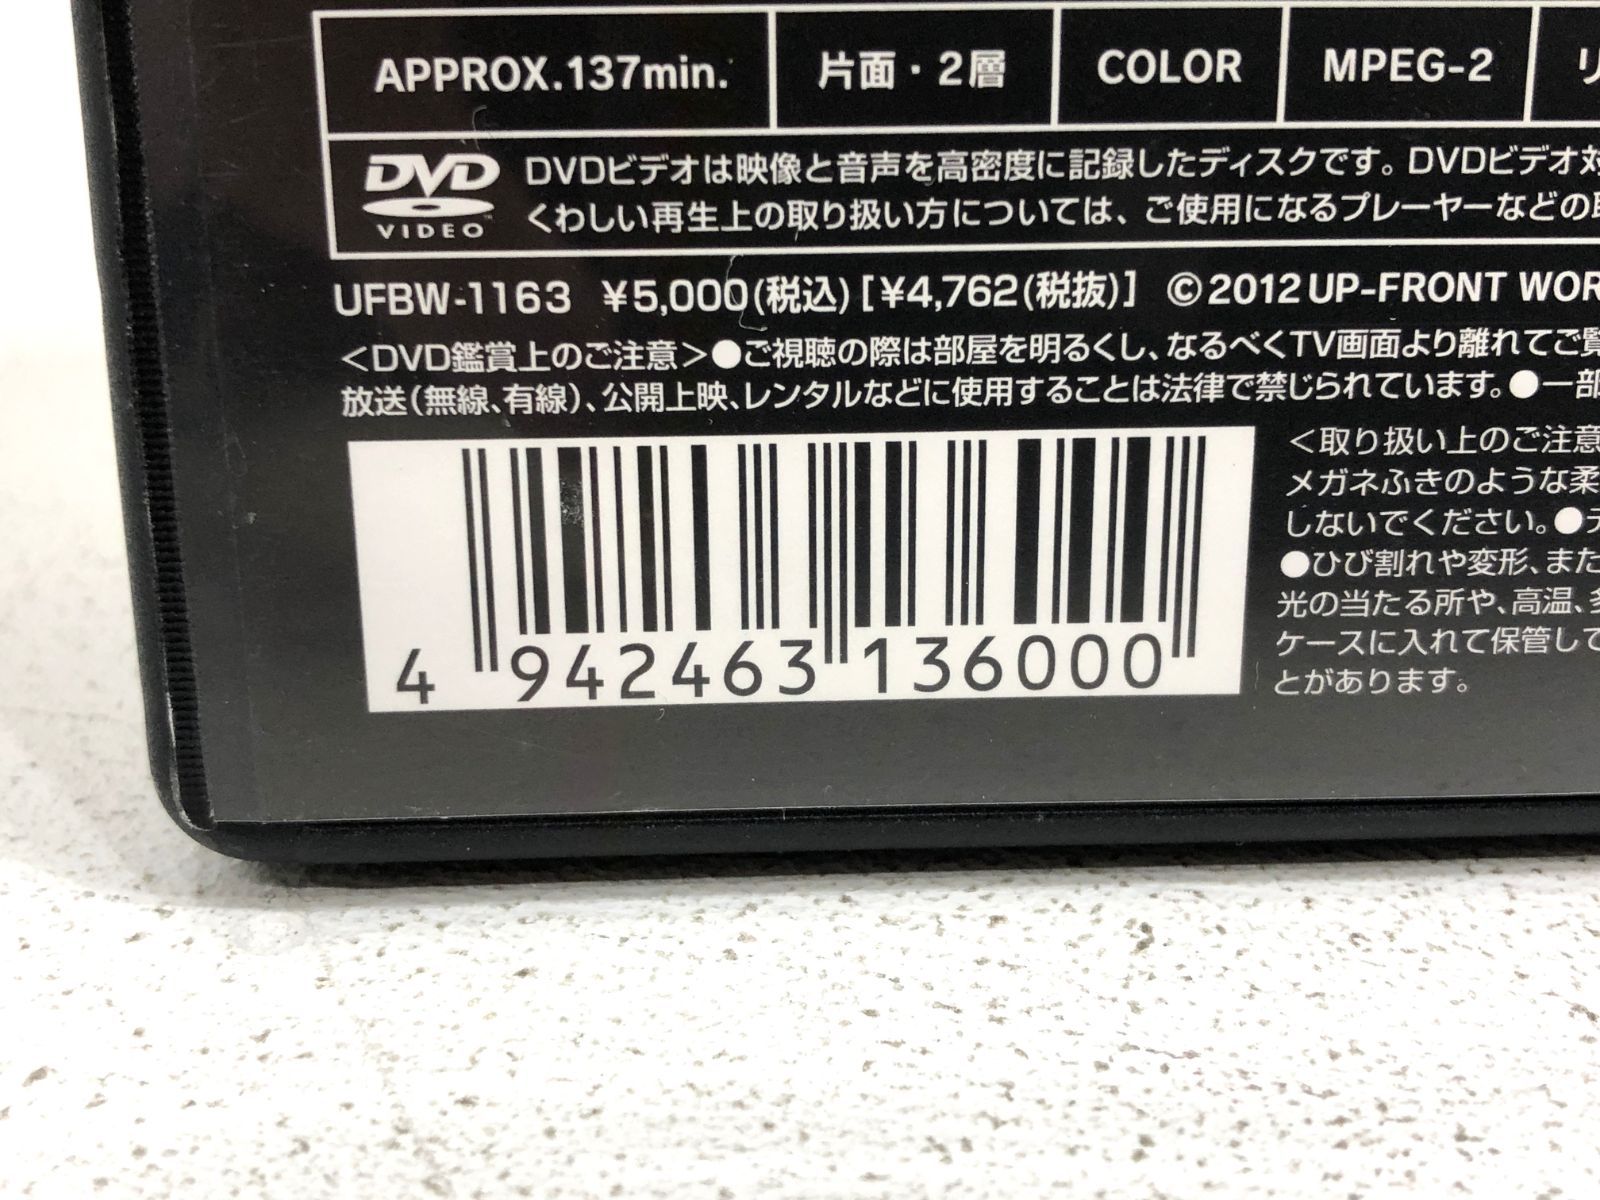 APPROX.137min. 片面・2層 COLOR MPEG-2 リ
DVD VIDEO
DVDビデオは映像と音声を高密度に記録したディスクです。DVDビデオ対
くわしい再生上の取り扱い方については、ご使用になるプレーヤーなどの取
UFBW-1163 ¥5,000(税込)[¥4,762(税抜)] ©2012 UP-FRONT WOR
<DVD鑑賞上のご注意>●ご視聴の際は部屋を明るくし、なるべくTV画面より離れてご覧
放送(無線、有線)、公開上映、レンタルなどに使用することは法律で禁じられています。●一部
<取り扱い上のご注意
メガネふきのような柔
しないでください。●デ
●ひび割れや変形、また
光の当たる所や、高温、多
ケースに入れて保管して
とがあります。
4 942463 136000